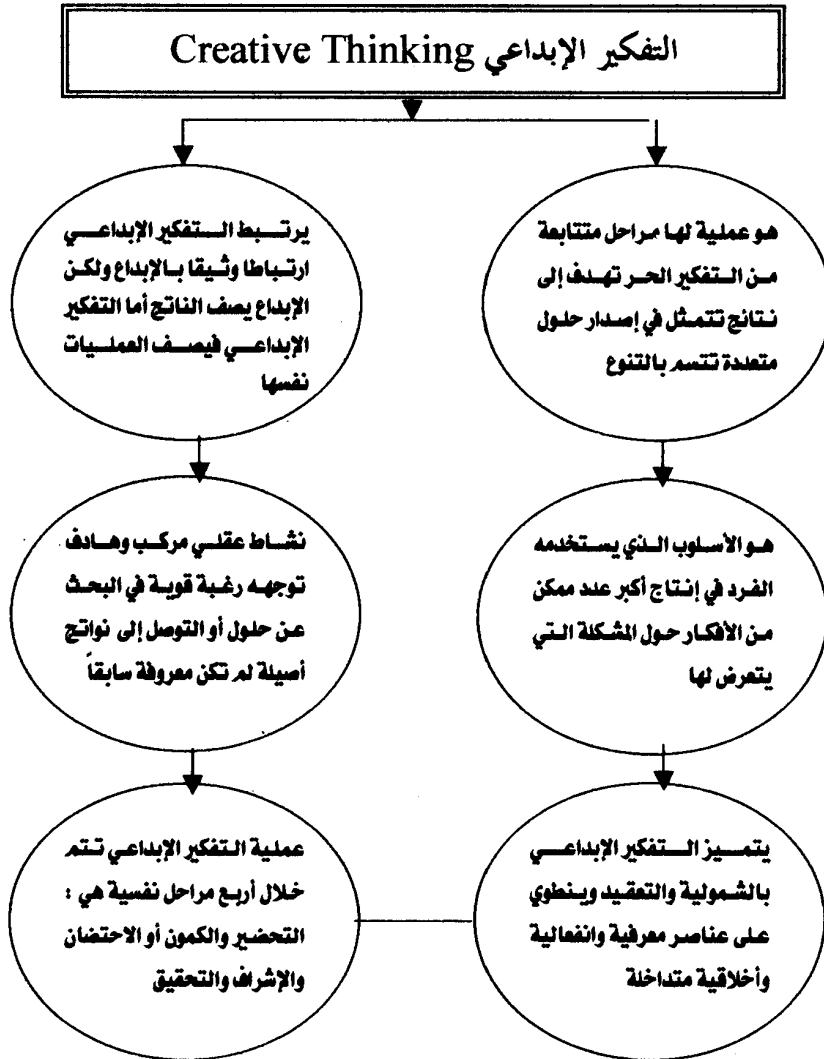 التفكير الإبداعي Creative Thinking
هو عملية لها مراحل متتابعة
من التفكير الحر تهدف إلى
نتائج تتمثل في إصدار حلول
متعددة تتسم بالتنوع
يرتبط التفكير الإبداعي
ارتباطا وثيقا بالإبداع ولكن
الإبداع يصف الناتج أما التفكير
الإبداعي فيصف العمليات
نفسها
هو الأسلوب الذي يستخدمه
الفرد في إنتاج أكبر عدد ممكن
من الأفكار حول المشكلة التي
يتعرض لها
نشاط عقلي مركب وهادف
توجهه رغبة قوية في البحث
عن حلول أو التوصل إلى نواتج
أصيلة لم تكن معروفة سابقاً
يتميز التفكير الإبداعي
بالشمولية والتعقيد وينطوي
على عناصر معرفية وانفعالية
وأخلاقية متداخلة
عملية التفكير الإبداعي تتم
خلال أربع مراحل نفسية هي :
التحضير والكمون أو الاحتضان
والإشراف والتحقيق